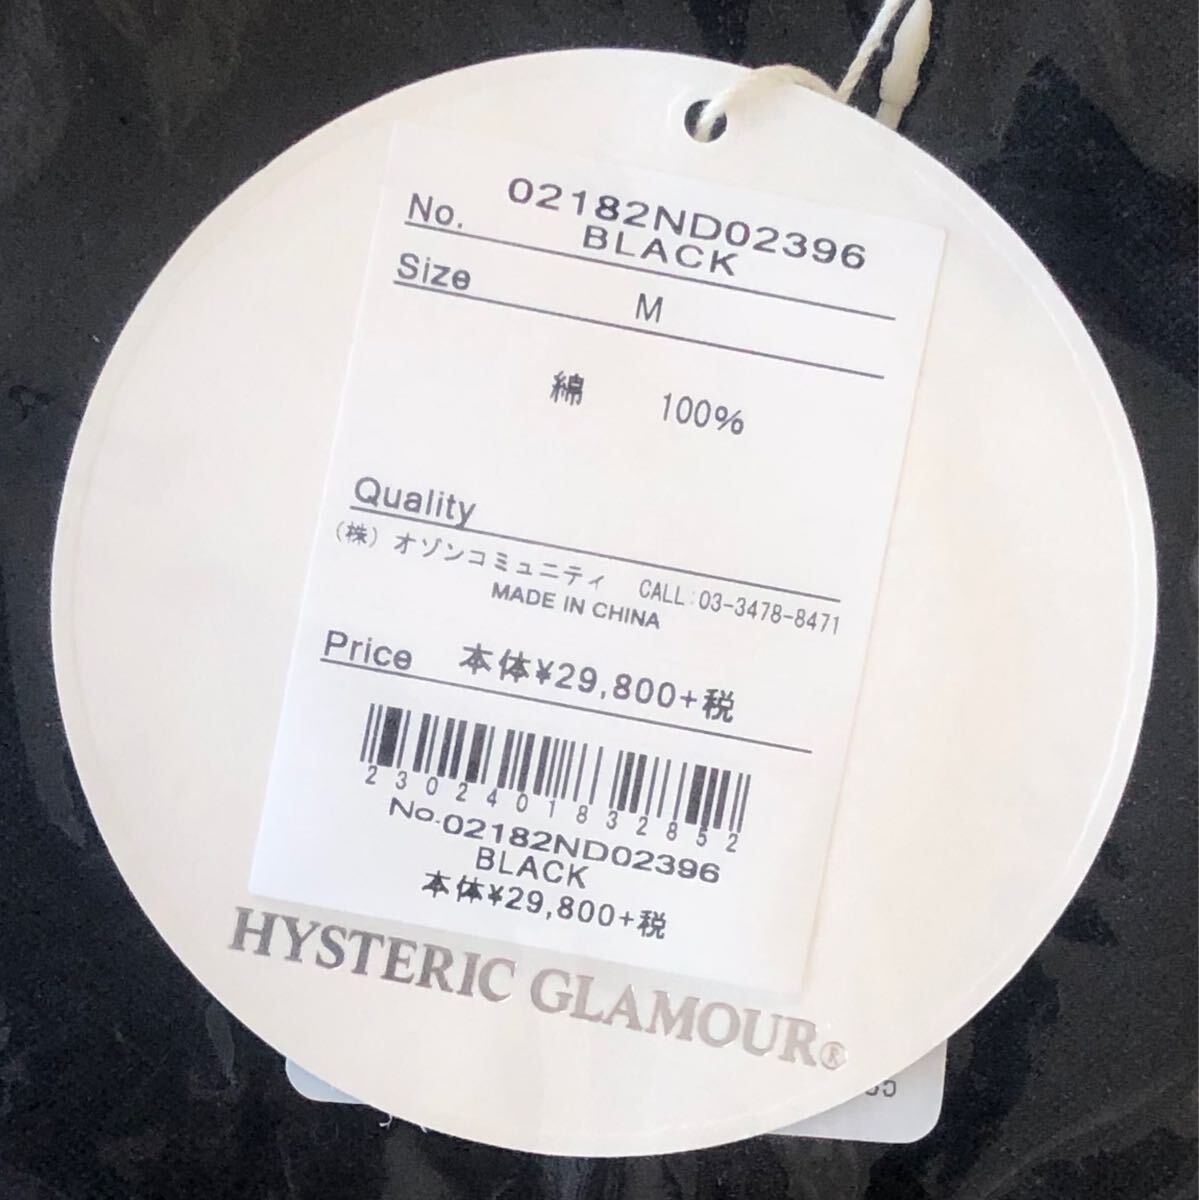 No. 02182ND02396
BLACK
Size M
綿 100%
Quality
(株) オゾンコミュニティ CALL:03-3478-8471
MADE IN CHINA
Price 本体¥29,800+税
2302401832852
No.02182ND02396
BLACK
本体¥29,800+税
HYSTERIC GLAMOUR®